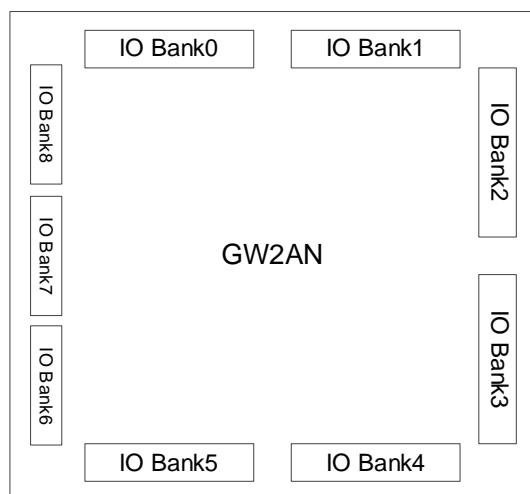 IO Bank0
IO Bank1
IO Bank8
IO Bank2
IO Bank7
GW2AN
IO Bank3
IO Bank6
IO Bank5
IO Bank4